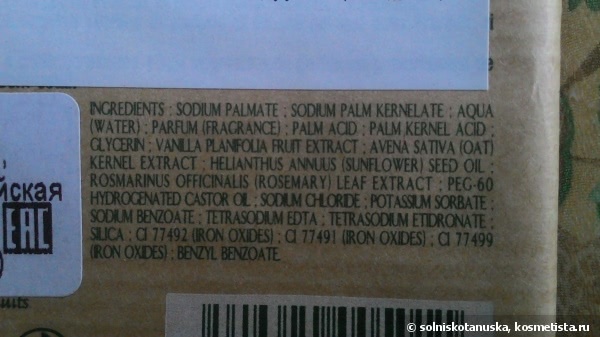 INGREDIENTS : SODIUM PALMATE ; SODIUM PALM KERNELATE ; AQUA
(WATER) ; PARFUM (FRAGRANCE) ; PALM ACID ; PALM KERNEL ACID ;
GLYCERIN ; VANILLA PLANIFOLIA FRUIT EXTRACT ; AVENA SATIVA (OAT)
KERNEL EXTRACT ; HELIANTHUS ANNUUS (SUNFLOWER) SEED OIL ;
ROSMARINUS OFFICINALIS (ROSEMARY) LEAF EXTRACT ; PEG-60
HYDROGENATED CASTOR OIL ; SODIUM CHLORIDE ; POTASSIUM SORBATE ;
SODIUM BENZOATE ; TETRASODIUM EDTA ; TETRASODIUM ETIDRONATE ;
SILICA ; CI 77492 (IRON OXIDES) ; CI 77491 (IRON OXIDES) ; CI 77499
(IRON OXIDES) ; BENZYL BENZOATE.
йская
EAC
uits
© solniskotanuska, kosmetista.ru